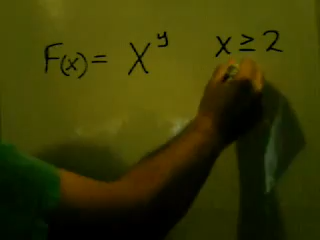 F(x) = X^y x ≥ 2